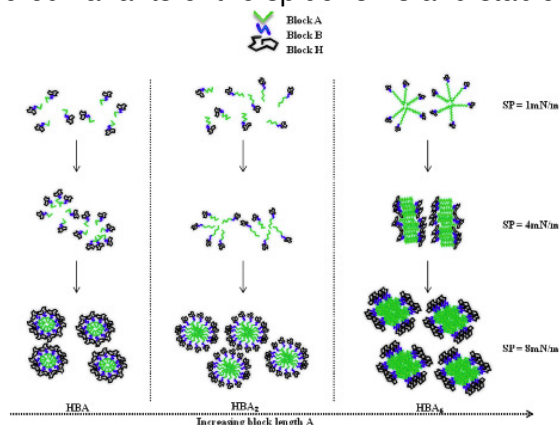 Block A
Block B
Block H
SP = 1mN/m
SP = 4mN/m
SP = 8mN/m
HBA HBA₂ HBA₆
Increasing block length A